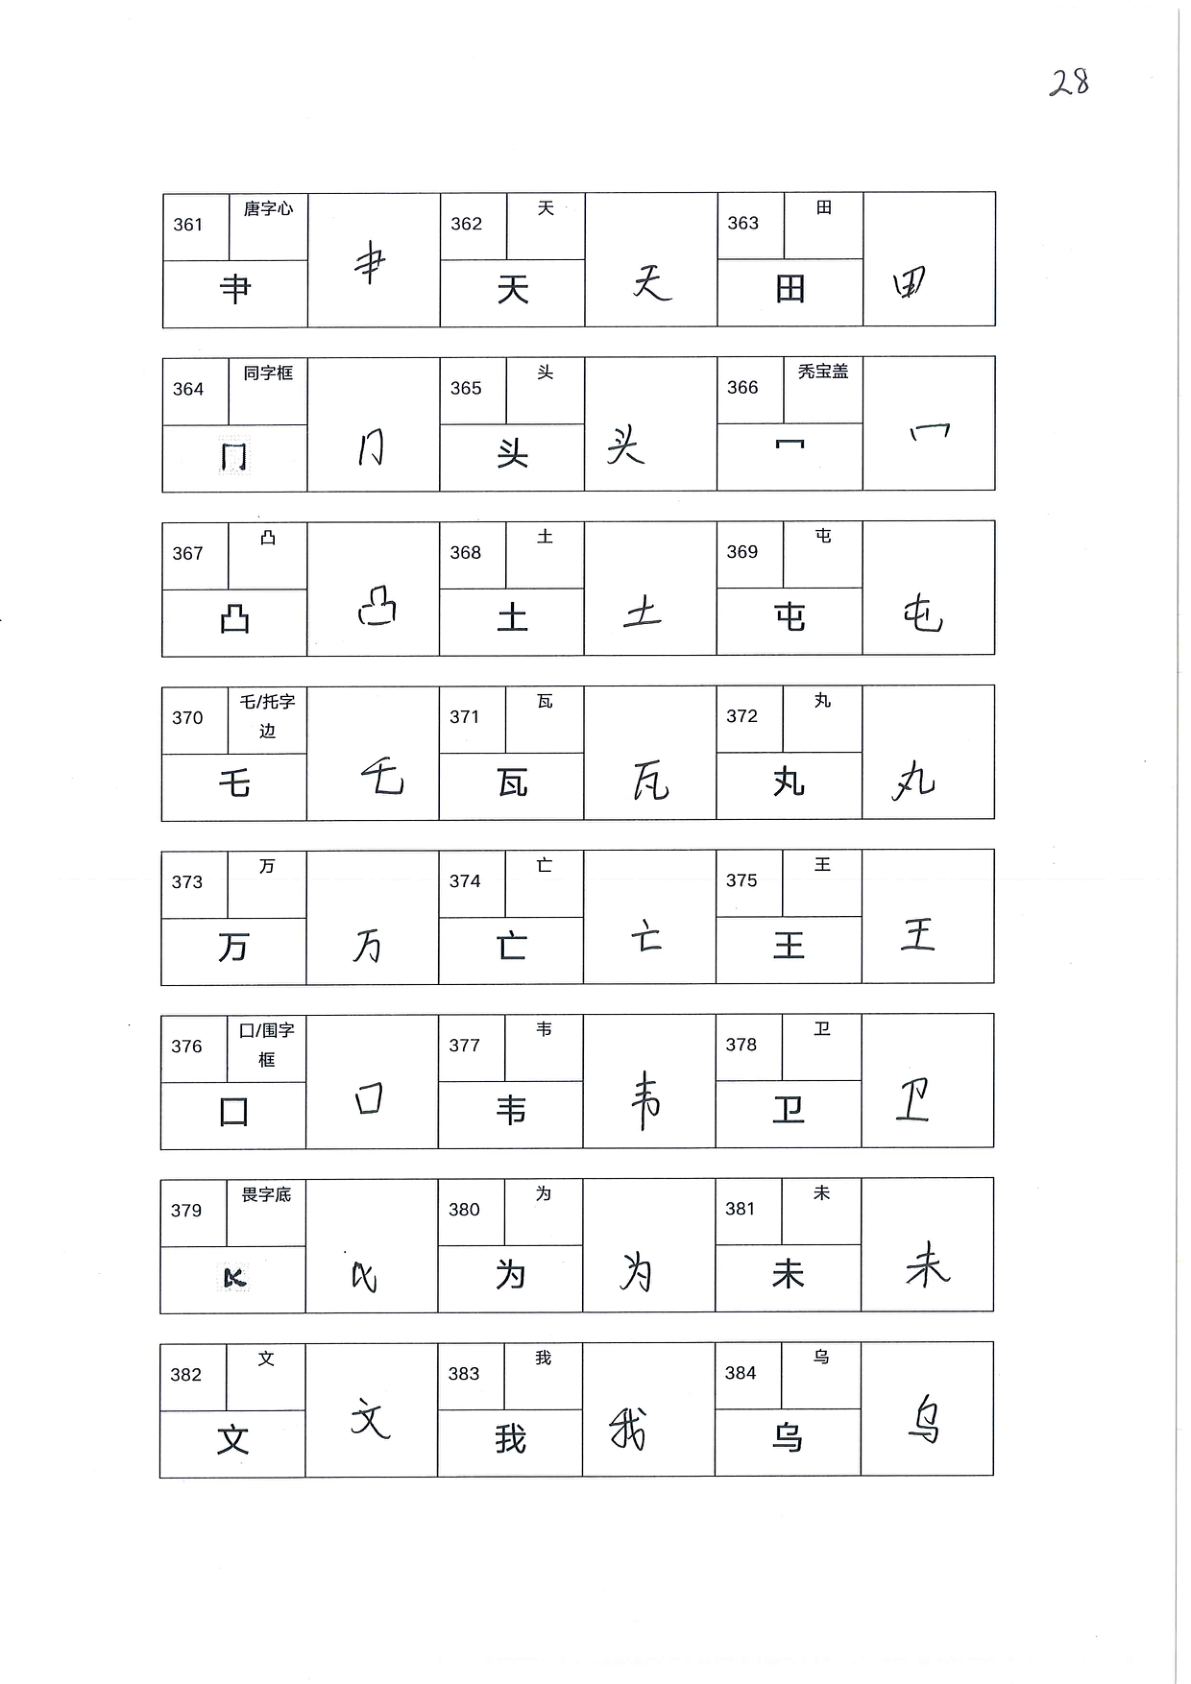 28
361 唐字心 肀 肀 362 天 天 天 363 田 田 田
364 同字框 冂 冂 365 头 头 头 366 秃宝盖 冖 冖
367 凸 凸 凸 368 土 土 土 369 屯 屯 屯
370 乇/托字边 乇 乇 371 瓦 瓦 瓦 372 丸 丸 丸
373 万 万 万 374 亡 亡 亡 375 王 王 王
376 囗/围字框 囗 囗 377 韦 韦 韦 378 卫 卫 卫
379 畏字底 380 为 为 为 381 未 未 未
382 文 文 文 383 我 我 我 384 乌 乌 乌